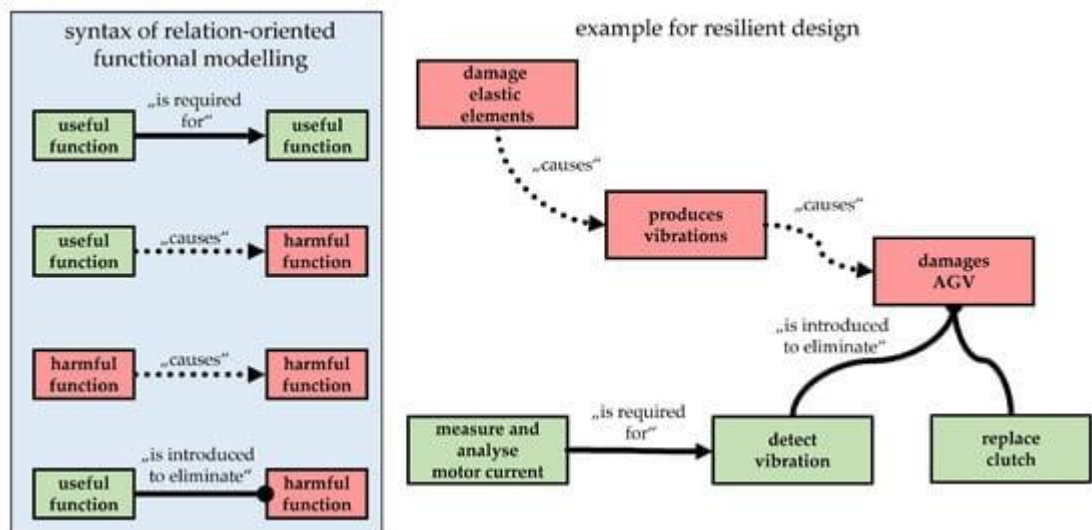 syntax of relation-oriented
functional modelling
„is required
for“
useful
function
useful
function
useful
function
„causes“
harmful
function
harmful
function
„causes“
harmful
function
„is introduced
to eliminate“
useful
function
harmful
function
example for resilient design
damage
elastic
elements
„causes“
produces
vibrations
„causes“
damages
AGV
„is introduced
to eliminate“
measure and
analyse
motor current
„is required
for“
detect
vibration
replace
clutch